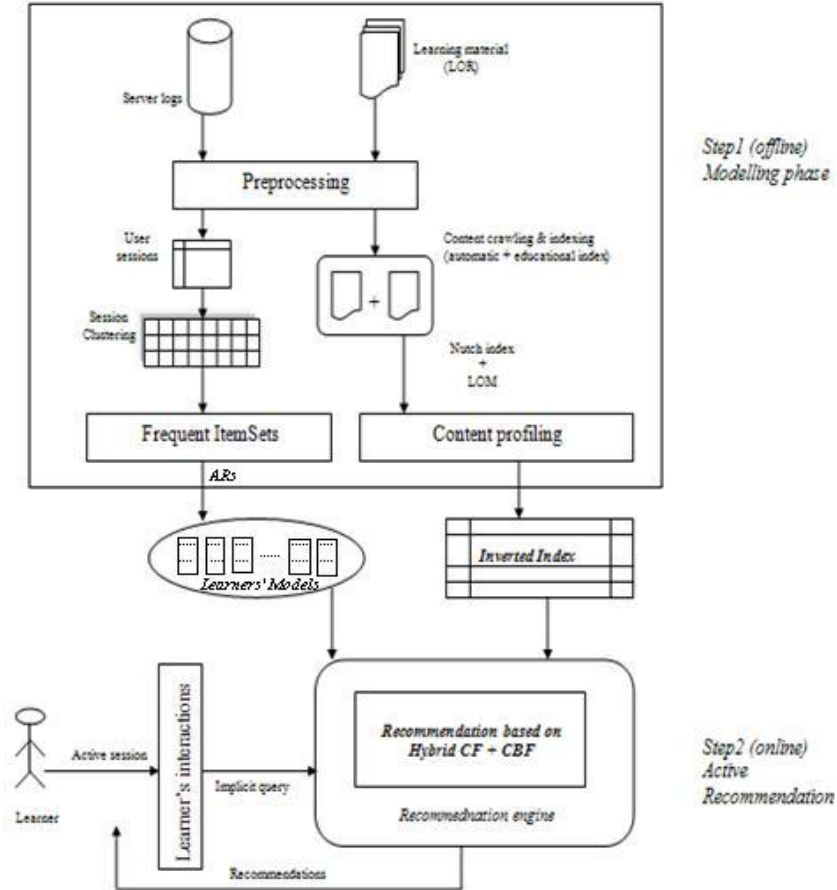 Server logs
Learning material
(LOR)
Step1 (offline)
Modelling phase
Preprocessing
User
sessions
Content crawling & indexing
(automatic + educational index)
+
Session
Clustering
Nutch index
+
LOM
Frequent ItemSets
Content profiling
ARs
Learners' Models
Inverted Index
Learner's interactions
Recommendation based on
Hybrid CF + CBF
Step2 (online)
Active
Recommendation
Active session
Implicit query
Learner
Recommednation engine
Recommendations